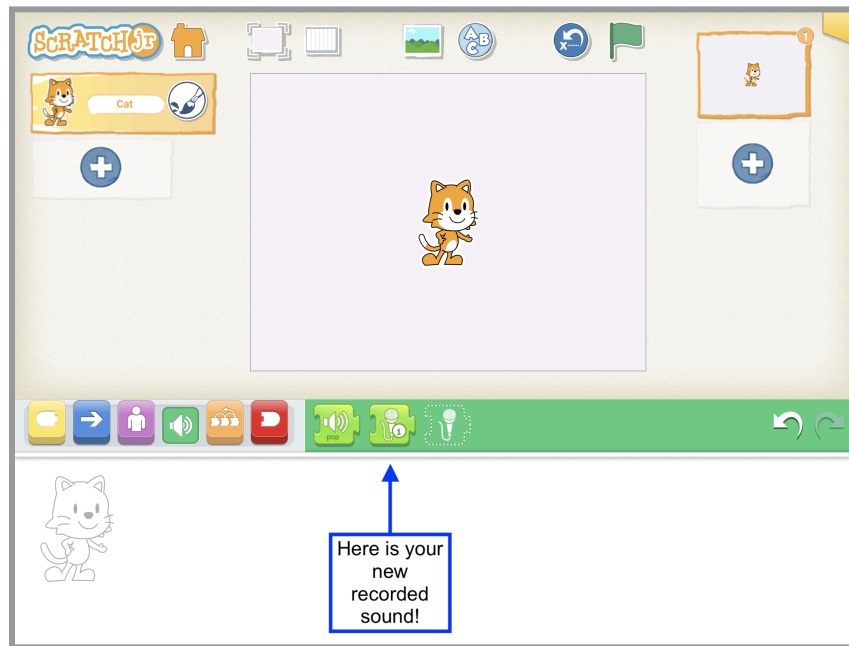 SCRATCH JR
Cat
A B C
x
1
pop
1
Here is your
new
recorded
sound!